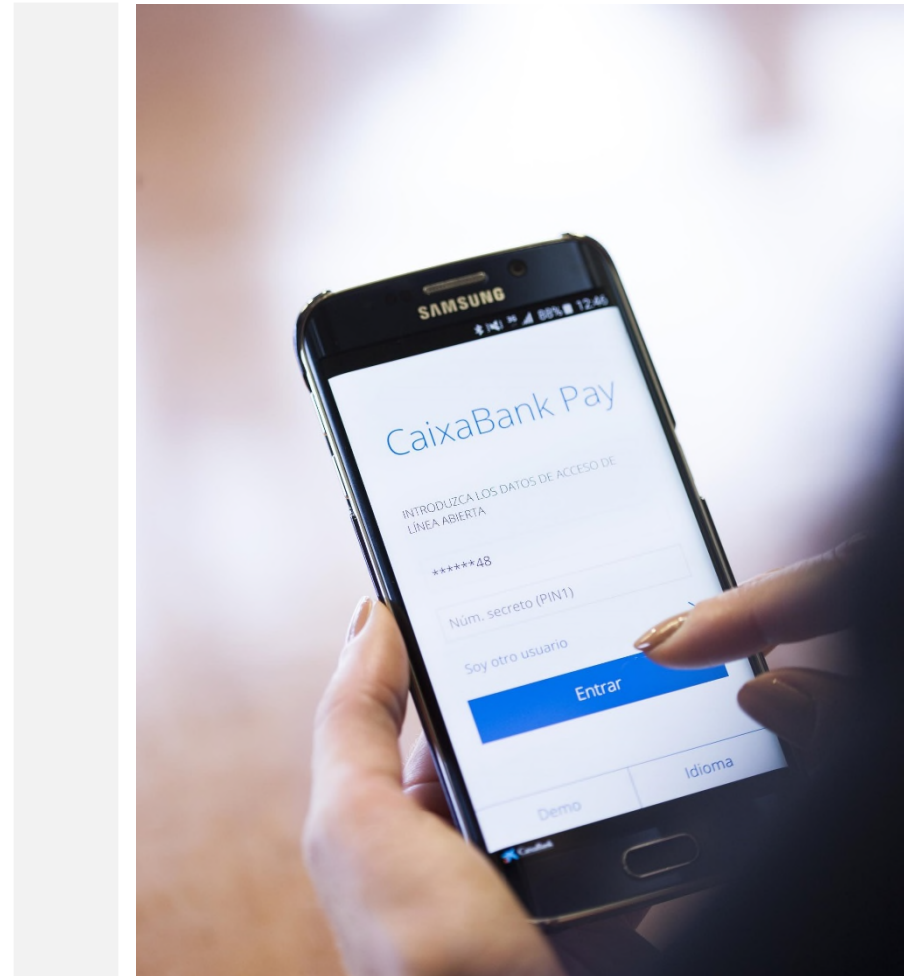 SAMSUNG
88% 12:46
CaixaBank Pay
INTRODUZCA LOS DATOS DE ACCESO DE
LÍNEA ABIERTA
******48
Núm. secreto (PIN1)
Soy otro usuario
Entrar
Demo
Idioma
CaixaBank